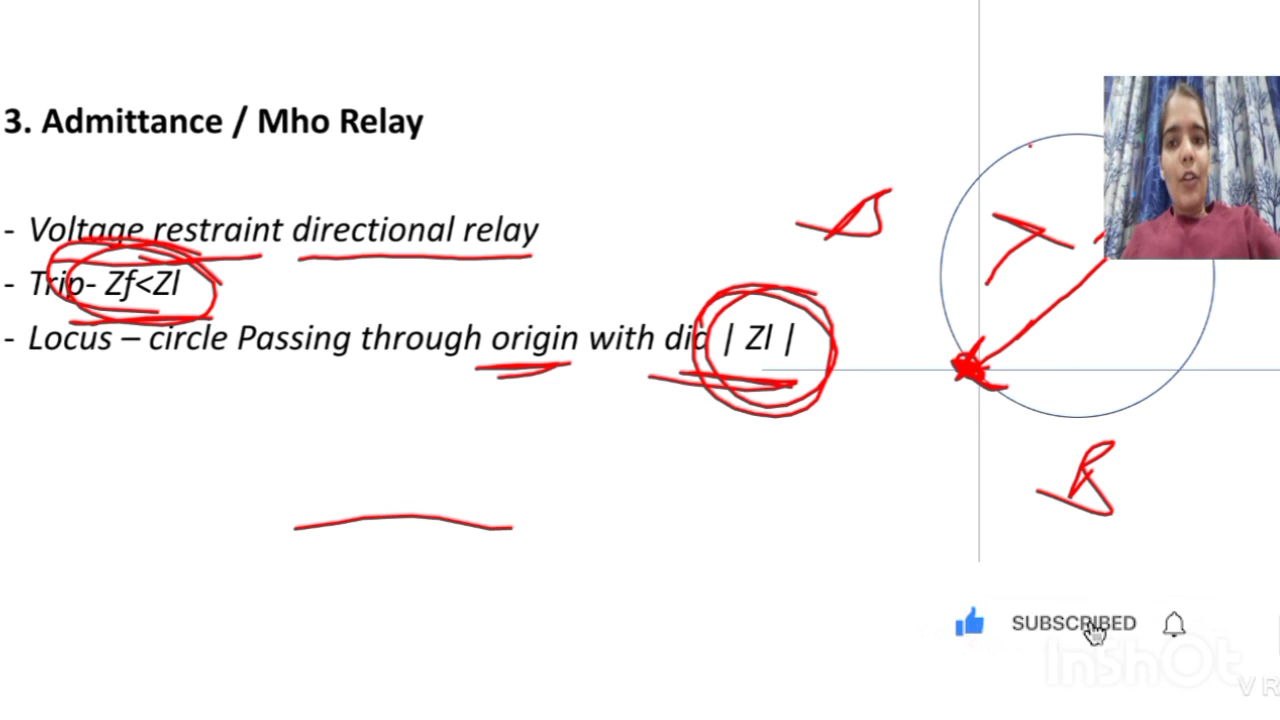 3. Admittance / Mho Relay
- Voltage restraint directional relay
- Trip- Zf<Zl
- Locus – circle Passing through origin with dia | Zl |
SUBSCRIBED
InShOt
V R